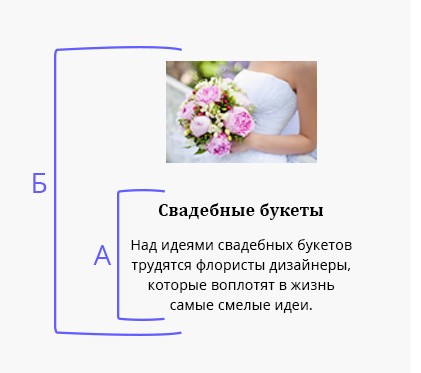 Б
А
Свадебные букеты
Над идеями свадебных букетов
трудятся флористы дизайнеры,
которые воплотят в жизнь
самые смелые идеи.